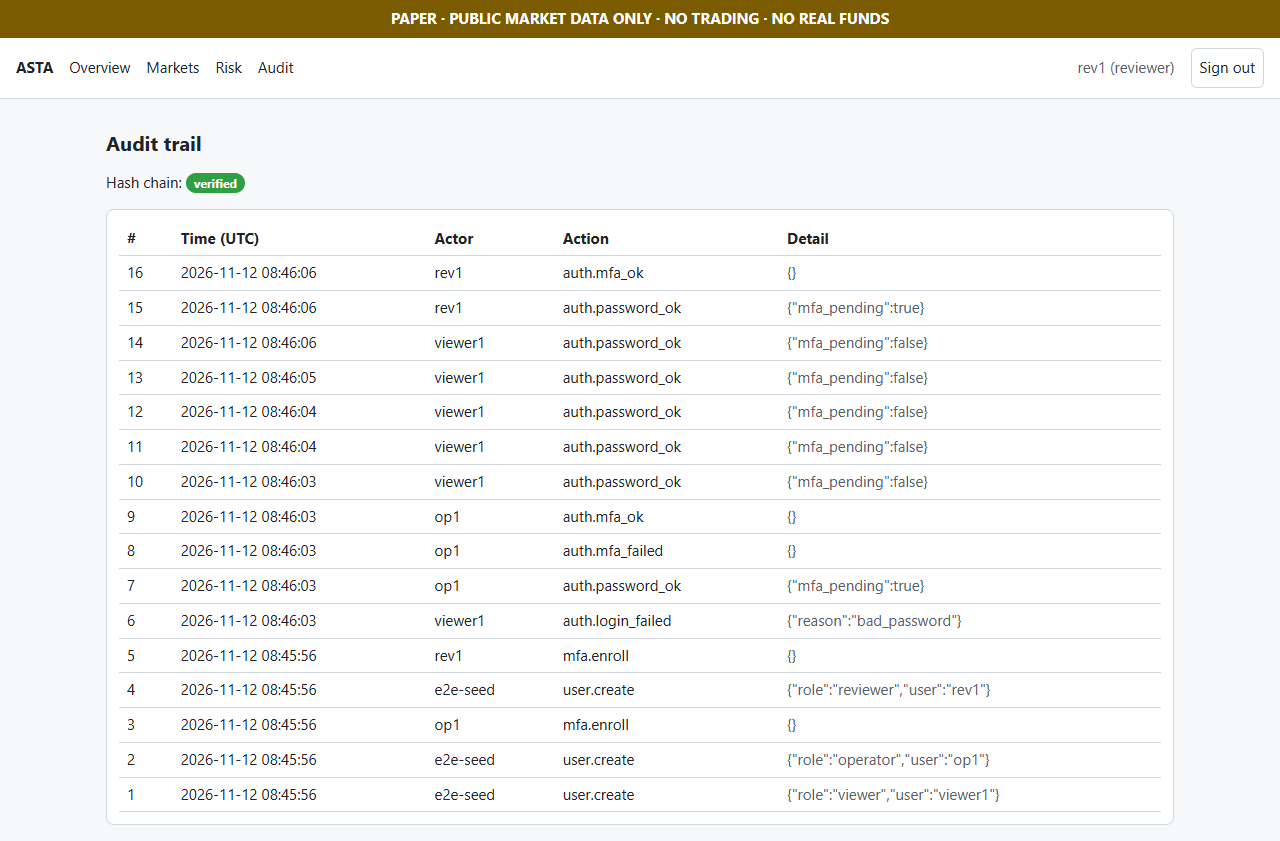 PAPER · PUBLIC MARKET DATA ONLY · NO TRADING · NO REAL FUNDS
ASTA Overview Markets Risk Audit rev1 (reviewer) Sign out
Audit trail
Hash chain: verified
# Time (UTC) Actor Action Detail
16 2026-11-12 08:46:06 rev1 auth.mfa_ok {}
15 2026-11-12 08:46:06 rev1 auth.password_ok {"mfa_pending":true}
14 2026-11-12 08:46:06 viewer1 auth.password_ok {"mfa_pending":false}
13 2026-11-12 08:46:05 viewer1 auth.password_ok {"mfa_pending":false}
12 2026-11-12 08:46:04 viewer1 auth.password_ok {"mfa_pending":false}
11 2026-11-12 08:46:04 viewer1 auth.password_ok {"mfa_pending":false}
10 2026-11-12 08:46:03 viewer1 auth.password_ok {"mfa_pending":false}
9 2026-11-12 08:46:03 op1 auth.mfa_ok {}
8 2026-11-12 08:46:03 op1 auth.mfa_failed {}
7 2026-11-12 08:46:03 op1 auth.password_ok {"mfa_pending":true}
6 2026-11-12 08:46:03 viewer1 auth.login_failed {"reason":"bad_password"}
5 2026-11-12 08:45:56 rev1 mfa.enroll {}
4 2026-11-12 08:45:56 e2e-seed user.create {"role":"reviewer","user":"rev1"}
3 2026-11-12 08:45:56 op1 mfa.enroll {}
2 2026-11-12 08:45:56 e2e-seed user.create {"role":"operator","user":"op1"}
1 2026-11-12 08:45:56 e2e-seed user.create {"role":"viewer","user":"viewer1"}